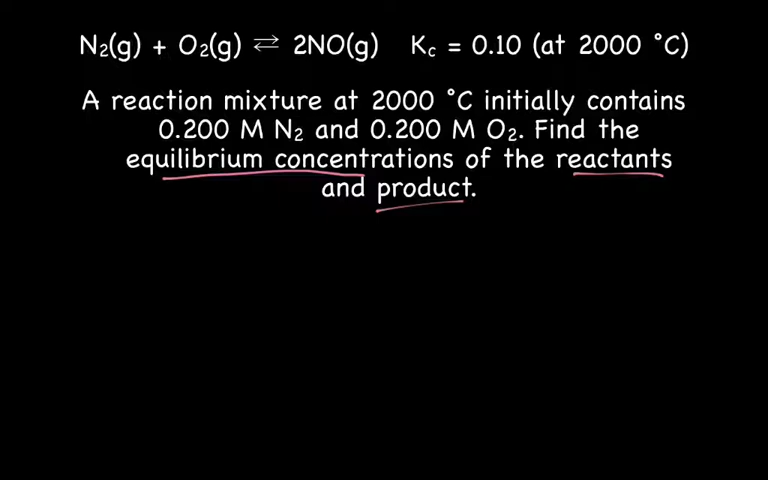 N₂(g) + O₂(g) ⇄ 2NO(g) K꜀ = 0.10 (at 2000 °C)
A reaction mixture at 2000 °C initially contains
0.200 M N₂ and 0.200 M O₂. Find the
equilibrium concentrations of the reactants
and product.